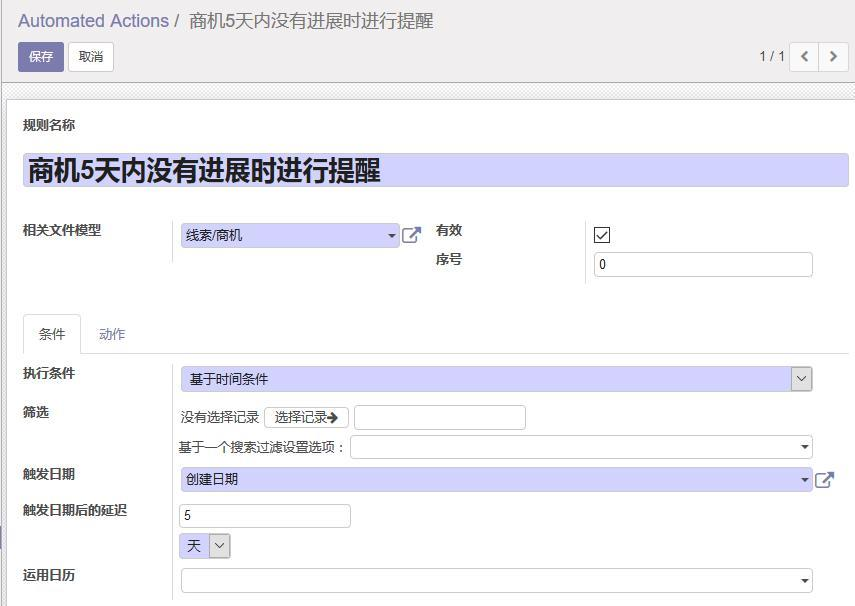 Automated Actions / 商机5天内没有进展时进行提醒
保存 取消 1 / 1
规则名称
商机5天内没有进展时进行提醒
相关文件模型 线索/商机 有效
序号 0
条件 动作
执行条件 基于时间条件
筛选 没有选择记录 选择记录
基于一个搜索过滤设置选项：
触发日期 创建日期
触发日期后的延迟 5
天
运用日历